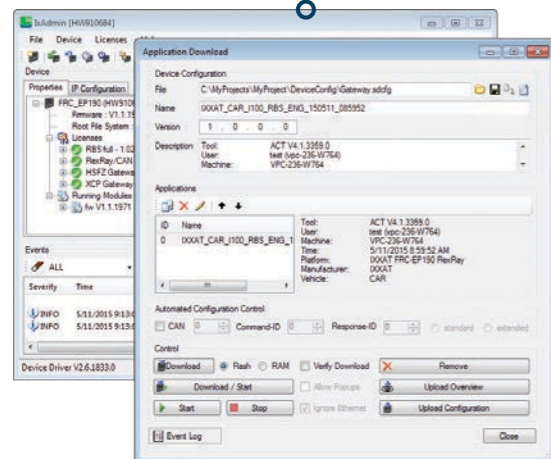 IxAdmin [HW910684]
File Device Licenses
Device
Properties IP Configuration
FRC_EP190 (HW910
Firmware : V1.1.19
Root File System :
Licenses
RBS full - 1.02
FlexRay/CAN
HSFZ Gatewa
XCP Gateway
Running Modules
fw V1.1.1971
Events
ALL
Severity Time
INFO 5/11/2015 9:13:0
INFO 5/11/2015 9:13:0
Device Driver V2.6.1833.0
Application Download
Device Configuration
File C:\MyProjects\MyProject\DeviceConfig\Gateway.sdcfg
Name IXXAT_CAR_I100_RBS_ENG_150511_085952
Version 1 . 0 . 0 . 0
Description Tool: ACT V4.1.3359.0
User: test (vpc-236-W764)
Machine: VPC-236-W764
Applications
ID Name
0 IXXAT_CAR_I100_RBS_ENG_1
Tool: ACT V4.1.3359.0
User: test (vpc-236-W764)
Machine: VPC-236-W764
Time: 5/11/2015 8:59:52 AM
Platform: IXXAT FRC-EP190 FlexRay
Manufacturer: IXXAT
Vehicle: CAR
Automated Configuration Control
CAN 0 Command-ID 0 Response-ID 0 standard extended
Control
Download Flash RAM Verify Download Remove
Download / Start Allow Popups Upload Overview
Start Stop Ignore Ethernet Upload Configuration
Event Log Close